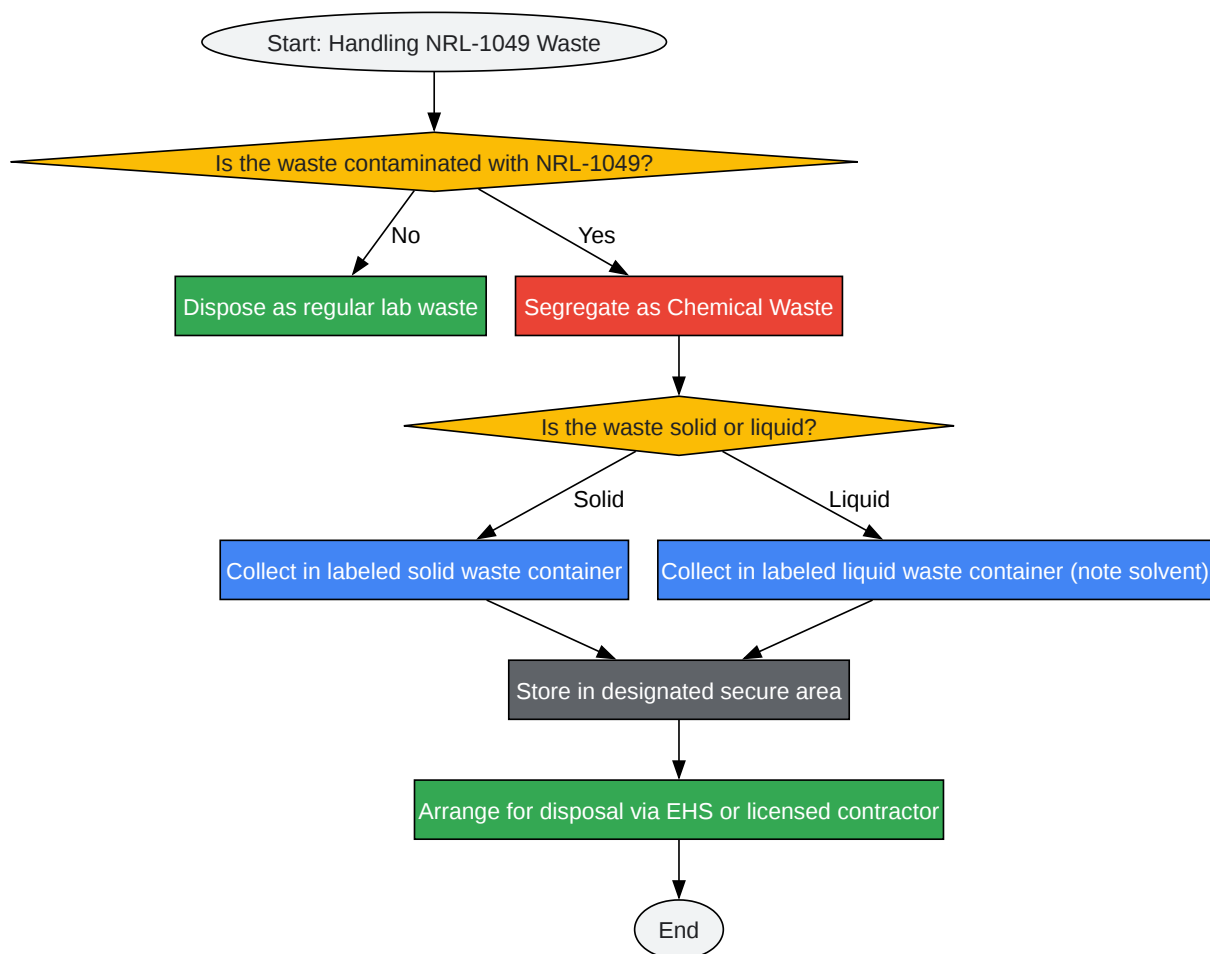 Start: Handling NRL-1049 Waste
Is the waste contaminated with NRL-1049?
No
Yes
Dispose as regular lab waste
Segregate as Chemical Waste
Is the waste solid or liquid?
Solid
Liquid
Collect in labeled solid waste container
Collect in labeled liquid waste container (note solvent)
Store in designated secure area
Arrange for disposal via EHS or licensed contractor
End